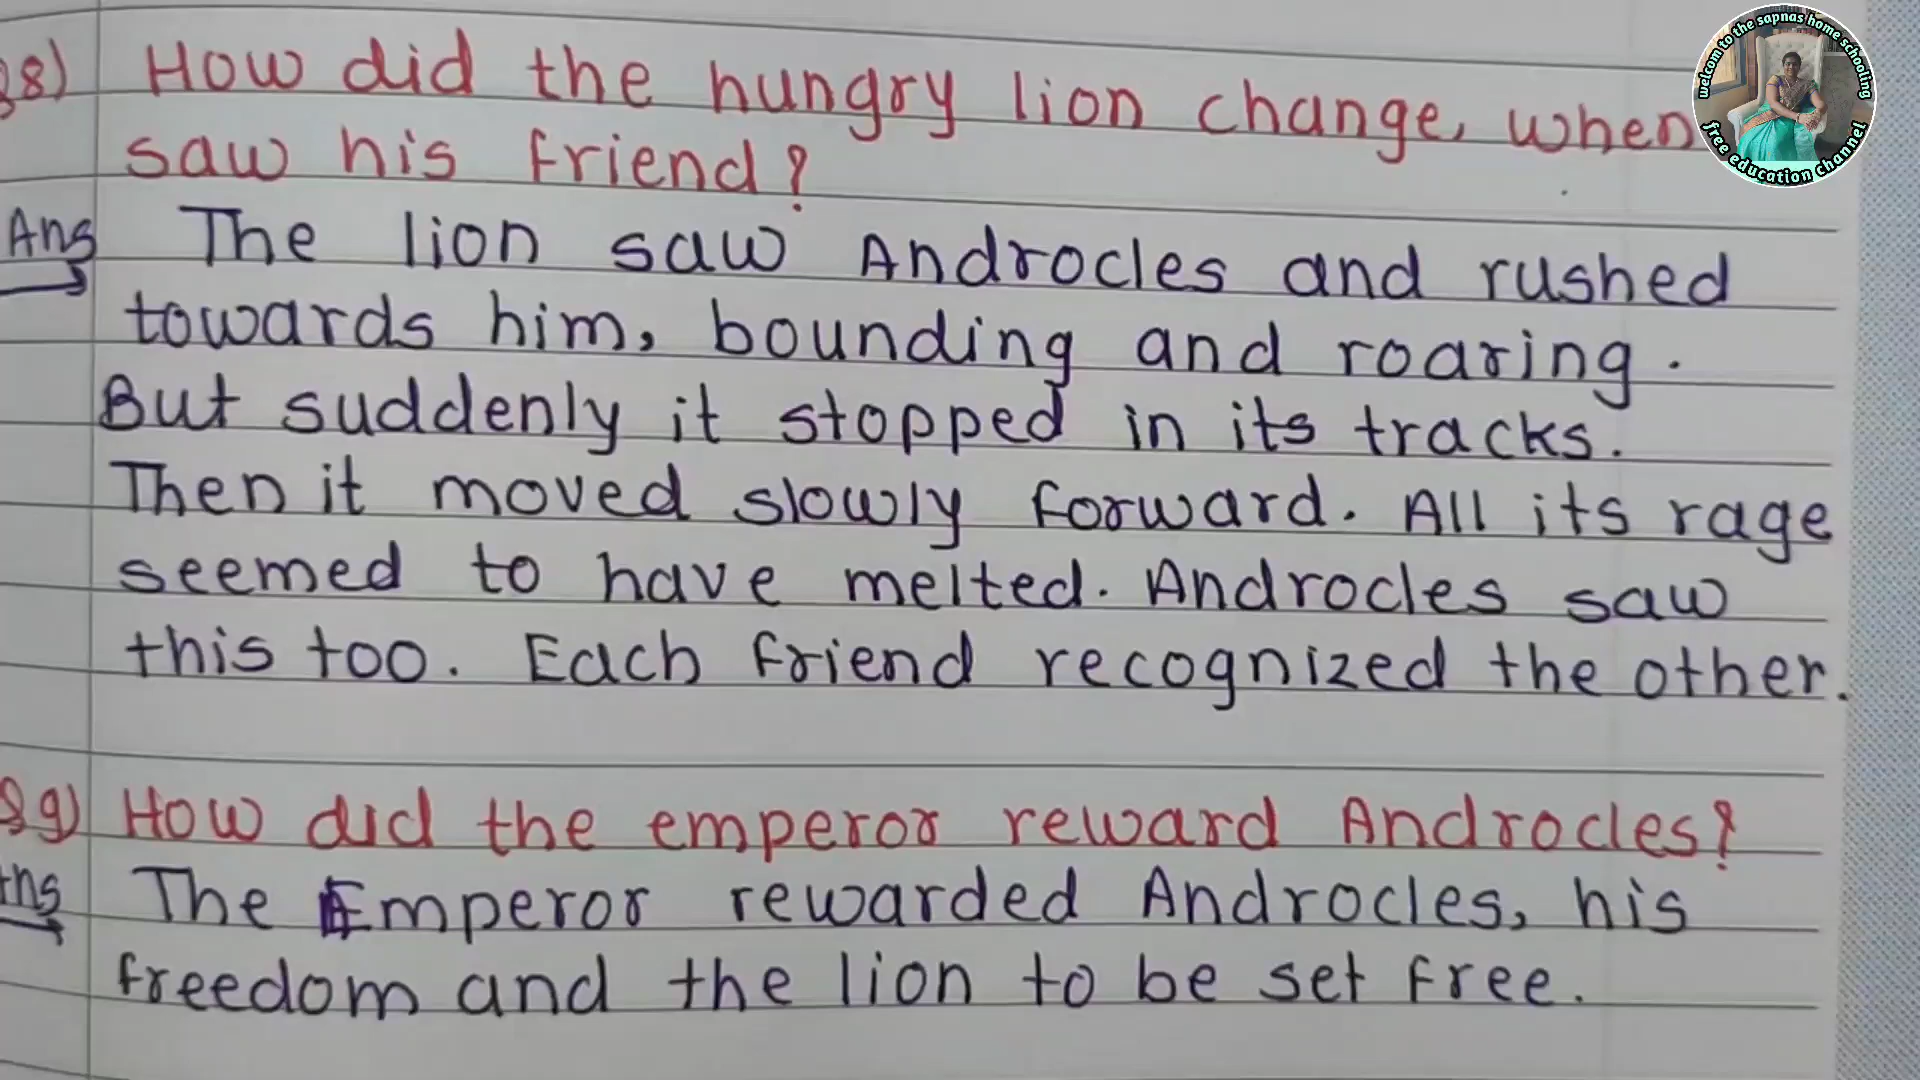 Q8) How did the hungry lion change, when
saw his friend?
Ans The lion saw Androcles and rushed
towards him, bounding and roaring.
But suddenly it stopped in its tracks.
Then it moved slowly forward. All its rage
seemed to have melted. Androcles saw
this too. Each friend recognized the other.
Q9) How did the emperor reward Androcles?
Ans The Emperor rewarded Androcles, his
freedom and the lion to be set free.
welcom to the sapnas home schooling
free education channel